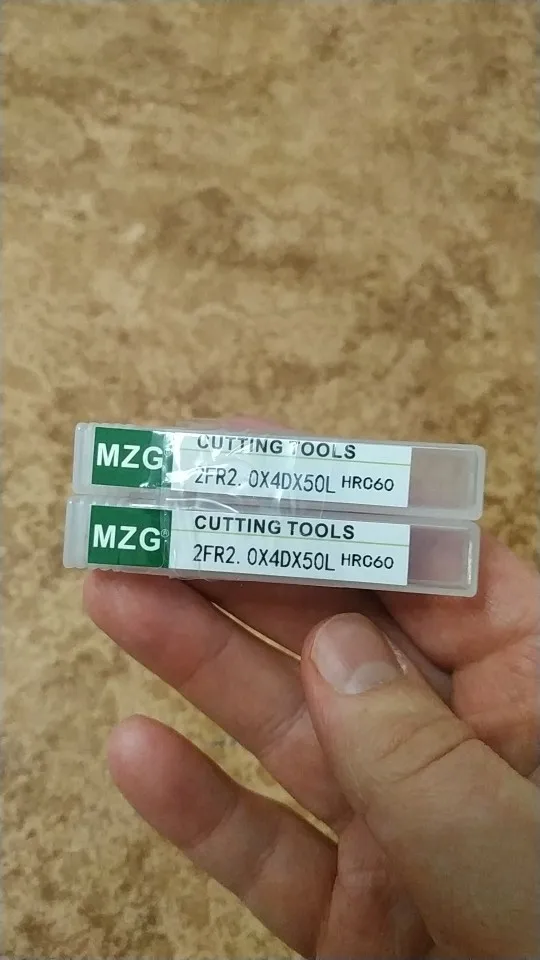 MZG
CUTTING TOOLS
2FR2.0X4DX50L HRC60
MZG®
CUTTING TOOLS
2FR2.0X4DX50L HRC60